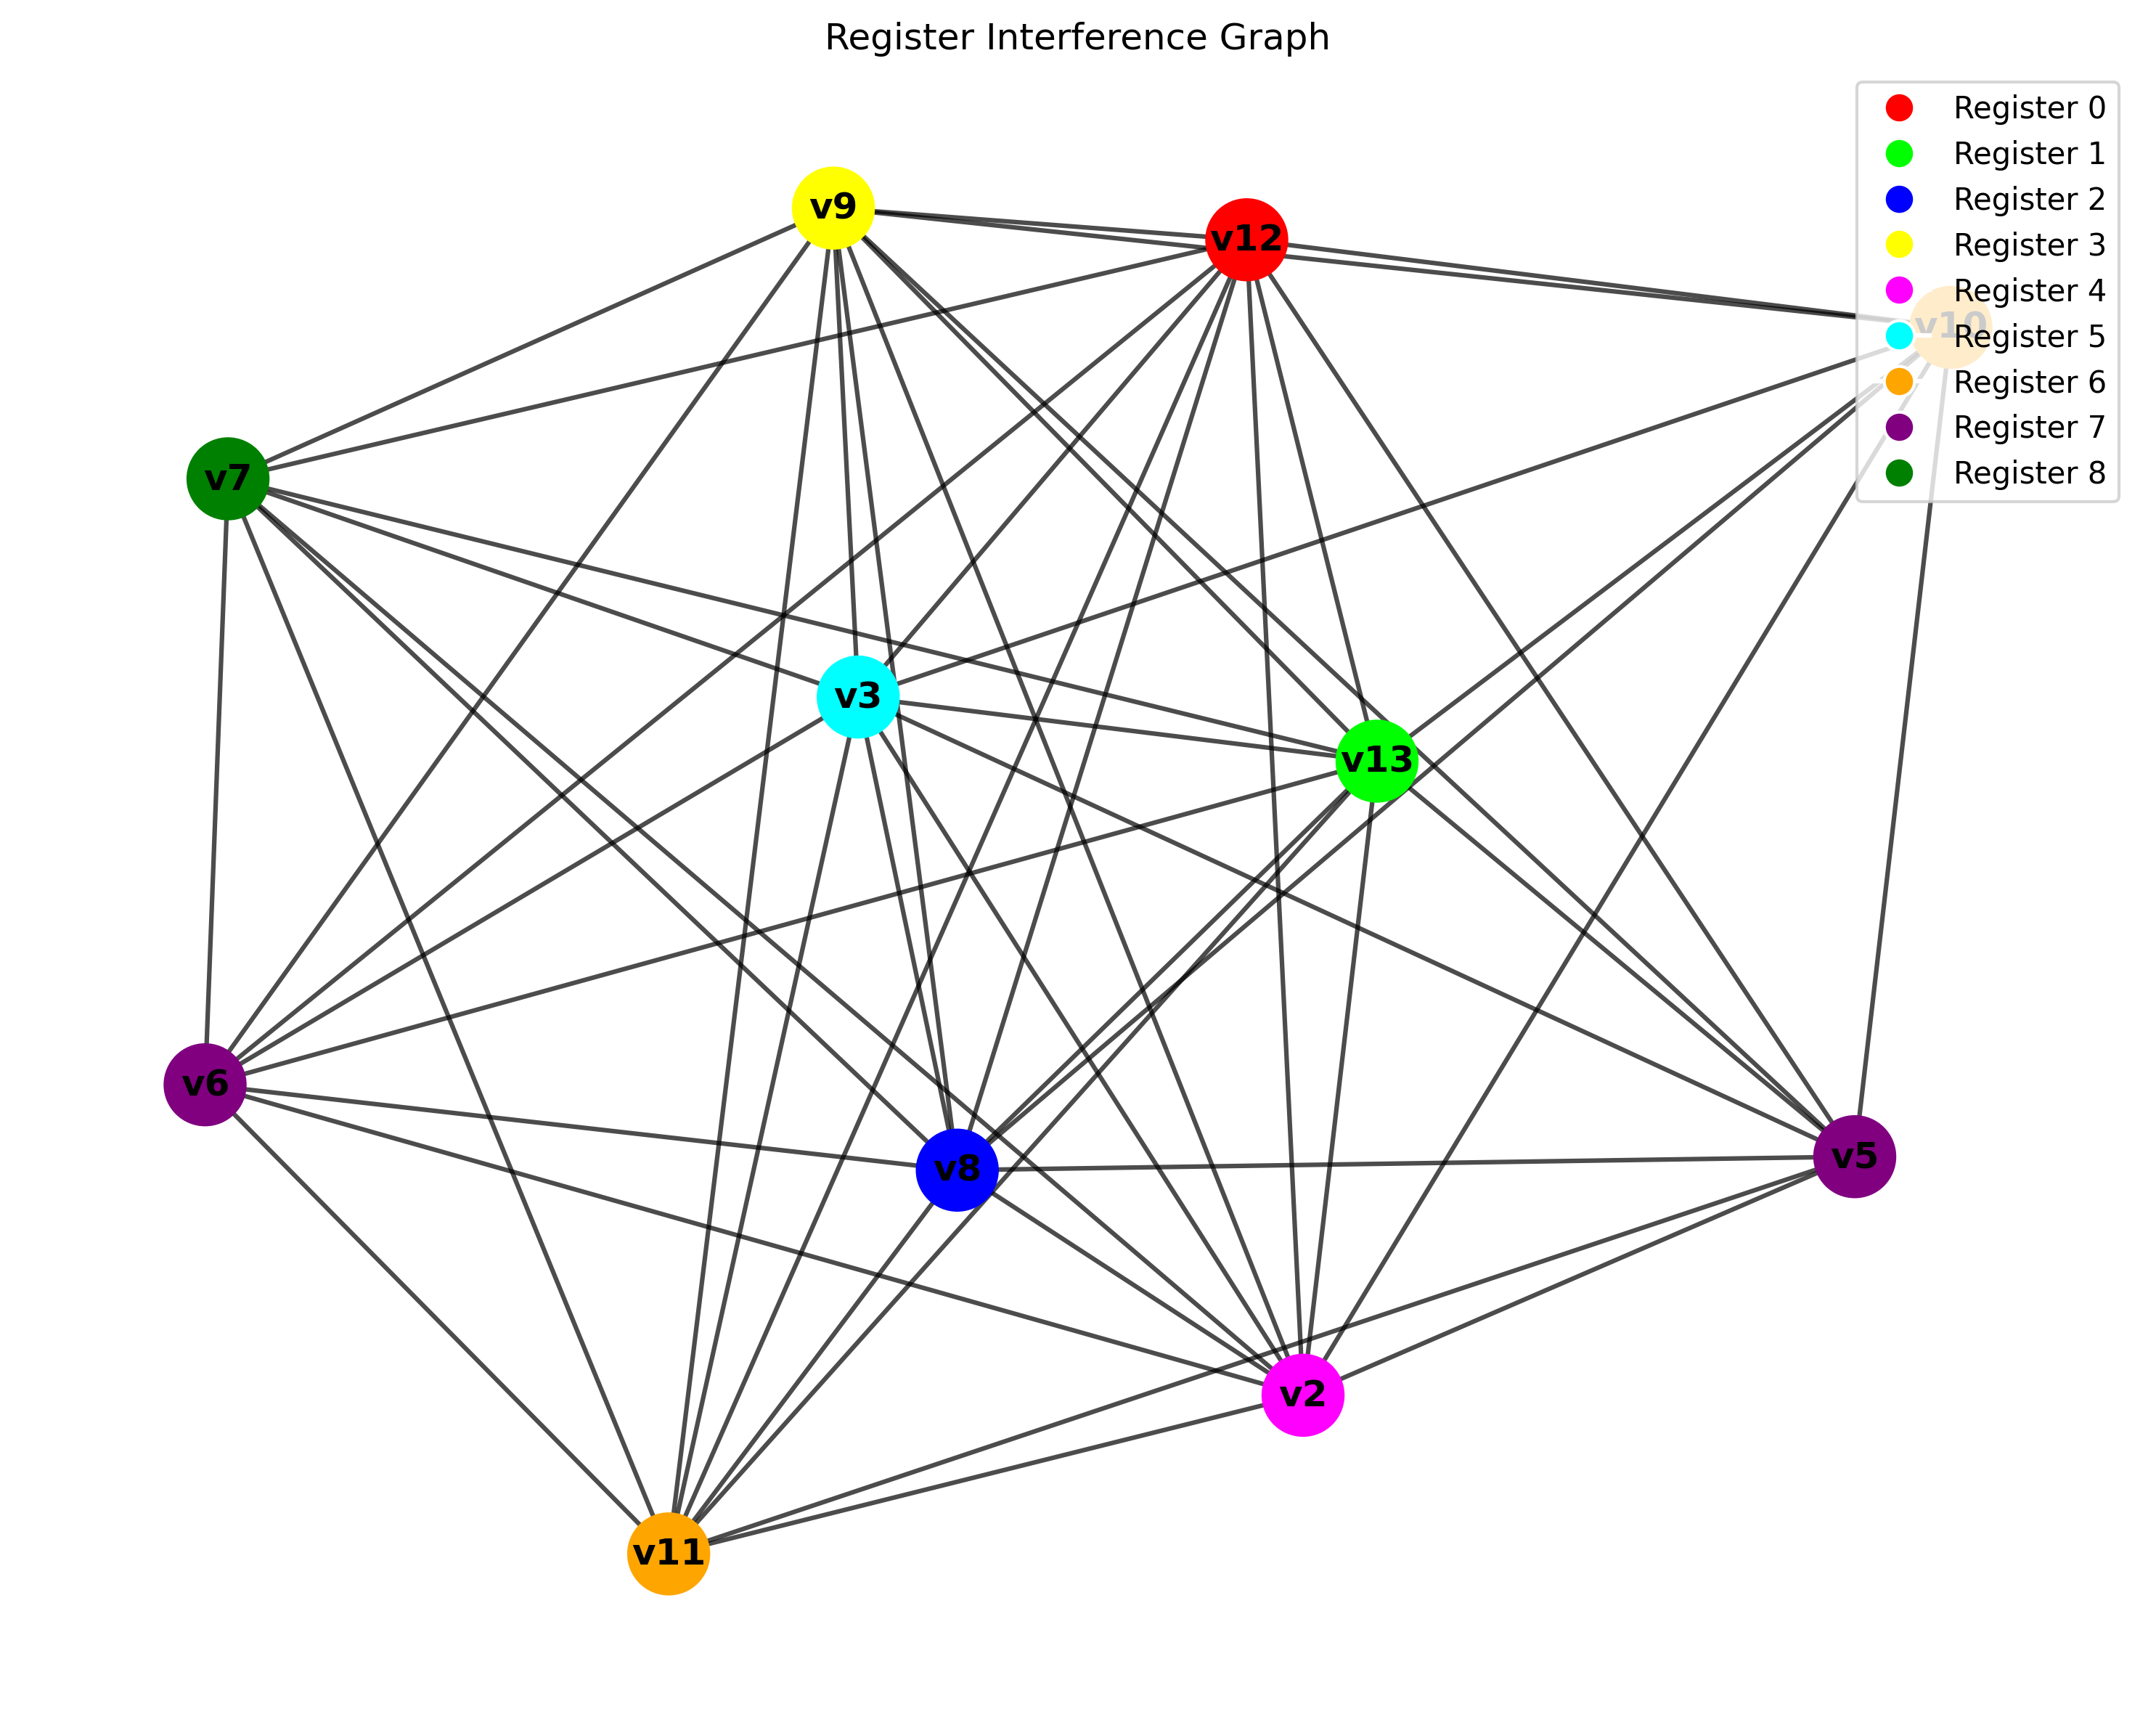 Register Interference Graph
Register 0
Register 1
Register 2
Register 3
Register 4
Register 5
Register 6
Register 7
Register 8
v9
v12
v10
v7
v3
v13
v6
v8
v5
v2
v11